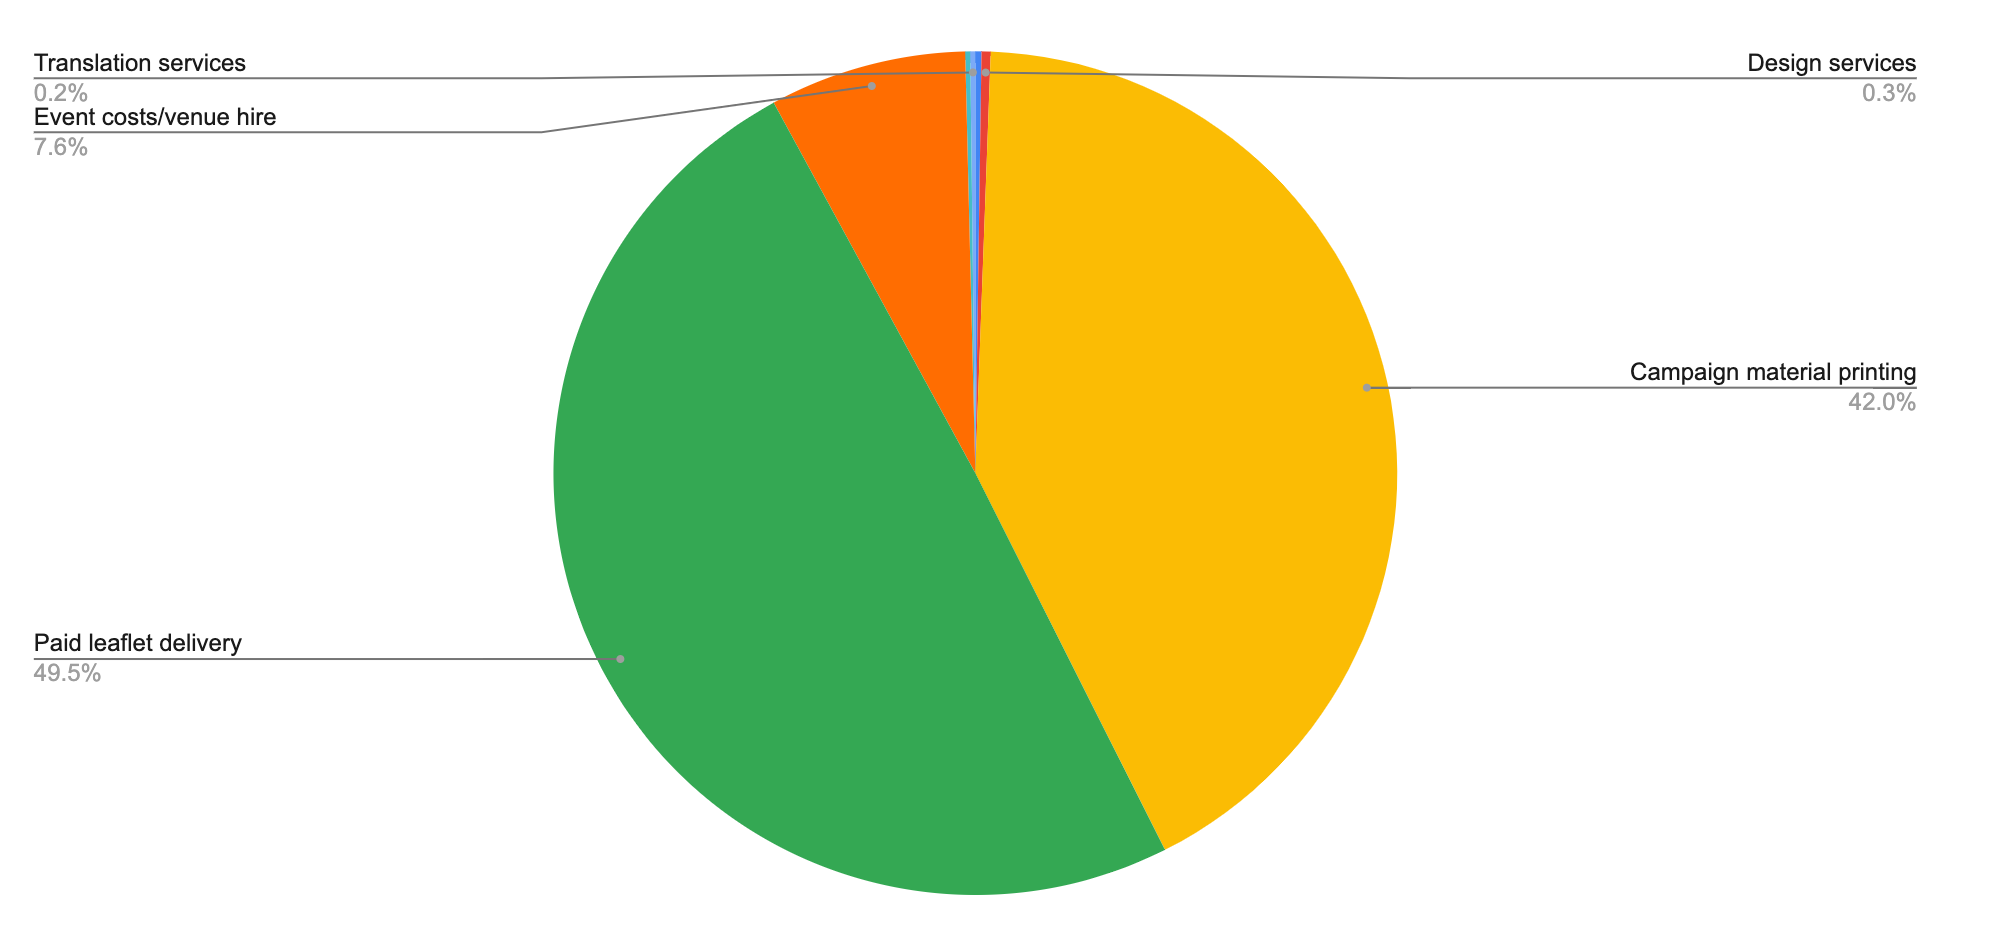 Translation services
0.2%
Event costs/venue hire
7.6%
Paid leaflet delivery
49.5%
Design services
0.3%
Campaign material printing
42.0%